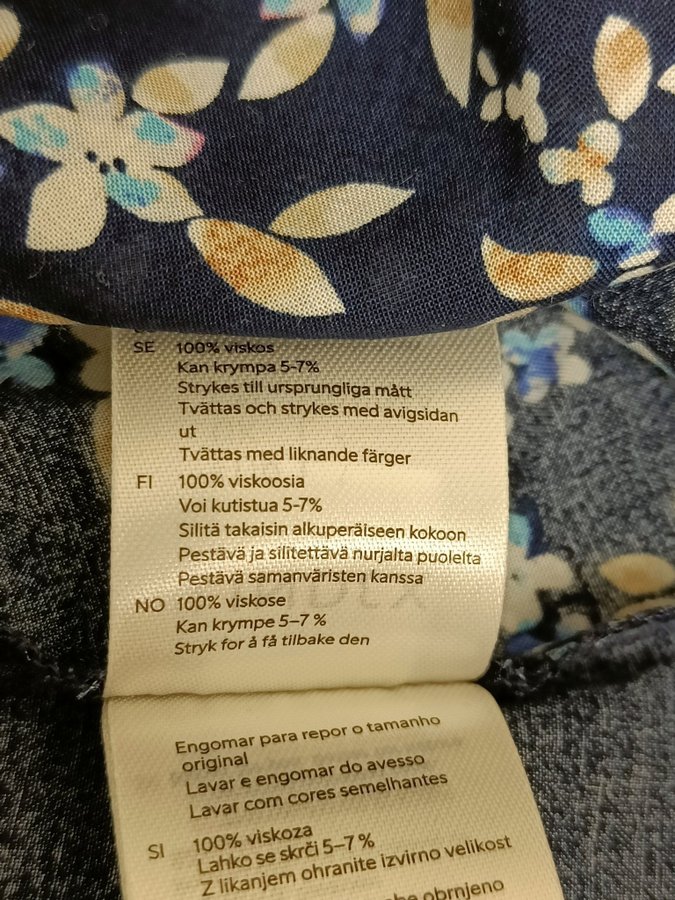 SE 100% viskos
Kan krympa 5-7%
Strykes till ursprungliga mått
Tvättas och strykes med avigsidan
ut
Tvättas med liknande färger
FI 100% viskoosia
Voi kutistua 5-7%
Silitä takaisin alkuperäiseen kokoon
Pestävä ja silitettävä nurjalta puolelta
Pestävä samanväristen kanssa
NO 100% viskose
Kan krympe 5–7 %
Stryk for å få tilbake den
Engomar para repor o tamanho
original
Lavar e engomar do avesso
Lavar com cores semelhantes
SI 100% viskoza
Lahko se skrči 5–7 %
Z likanjem ohranite izvirno velikost
obrnjeno